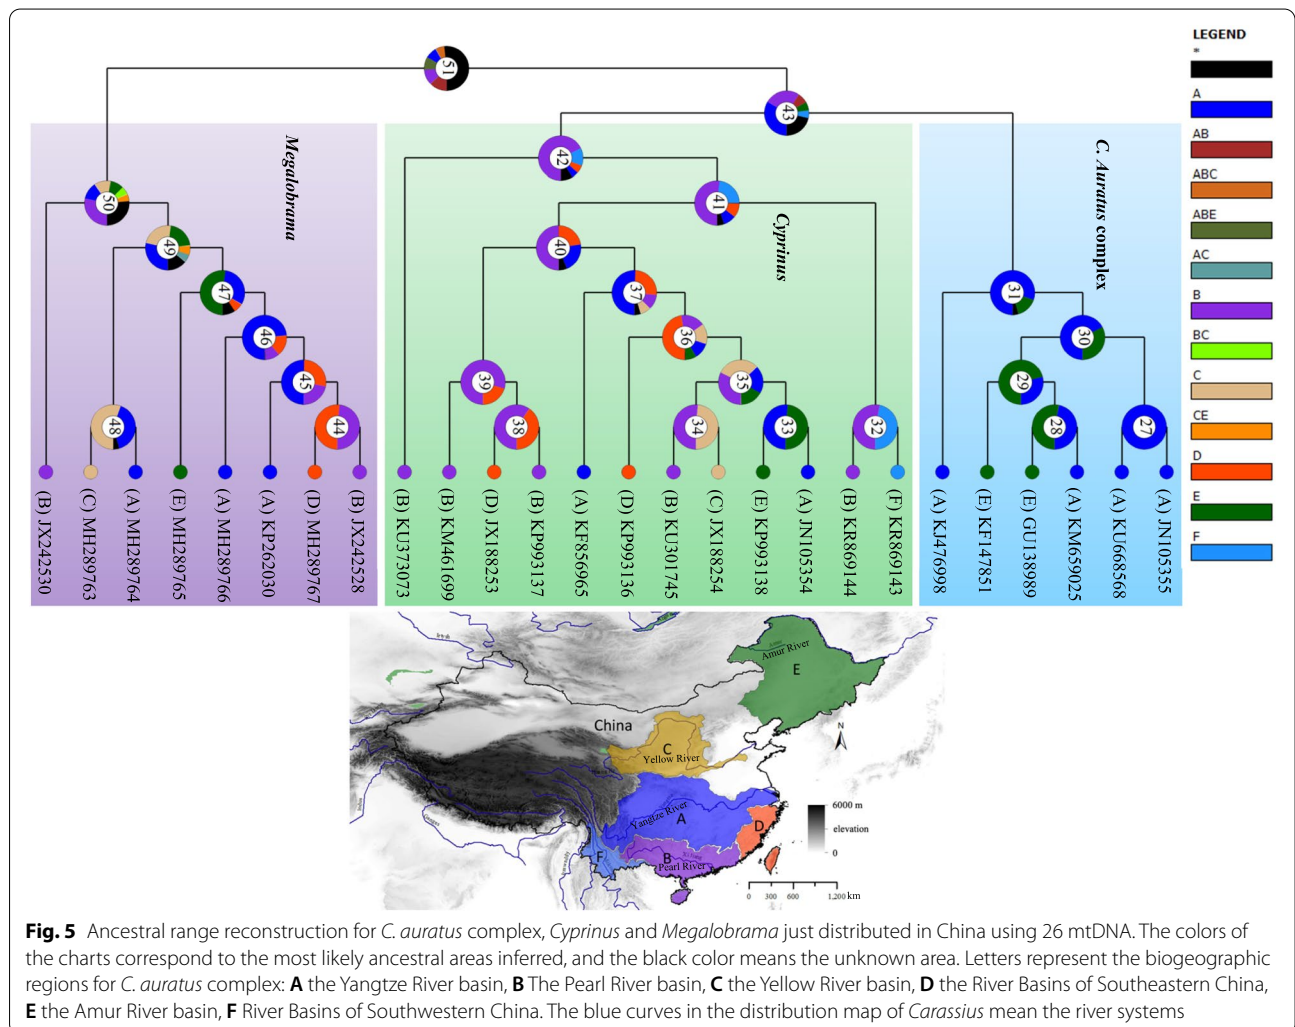 LEGEND
*
A
AB
ABC
ABE
AC
B
BC
C
CE
D
E
F
51
43
42
41
50
49
40
47
37
31
46
36
30
45
39
35
29
48
44
38
34
33
32
28
27
Megalobrama
Cyprinus
C. Auratus complex
(B) JX242530
(C) MH289763
(A) MH289764
(E) MH289765
(A) MH289766
(A) KP262030
(D) MH289767
(B) JX242528
(B) KU373073
(B) KM461699
(D) JX188253
(B) KP993137
(A) KF856965
(D) KP993136
(B) KU301745
(C) JX188254
(E) KP993138
(A) JN105354
(B) KR869144
(F) KR869143
(A) KJ476998
(E) KF147851
(E) GU138989
(A) KM659025
(A) KU668568
(A) JN105355
Amur River
E
China
C
Yellow River
N
Yangtze River
A
D
F
B
Pearl River
6000 m
elevation
0
0 300 600 1,200 km
Fig. 5 Ancestral range reconstruction for C. auratus complex, Cyprinus and Megalobrama just distributed in China using 26 mtDNA. The colors of
the charts correspond to the most likely ancestral areas inferred, and the black color means the unknown area. Letters represent the biogeographic
regions for C. auratus complex: A the Yangtze River basin, B The Pearl River basin, C the Yellow River basin, D the River Basins of Southeastern China,
E the Amur River basin, F River Basins of Southwestern China. The blue curves in the distribution map of Carassius mean the river systems